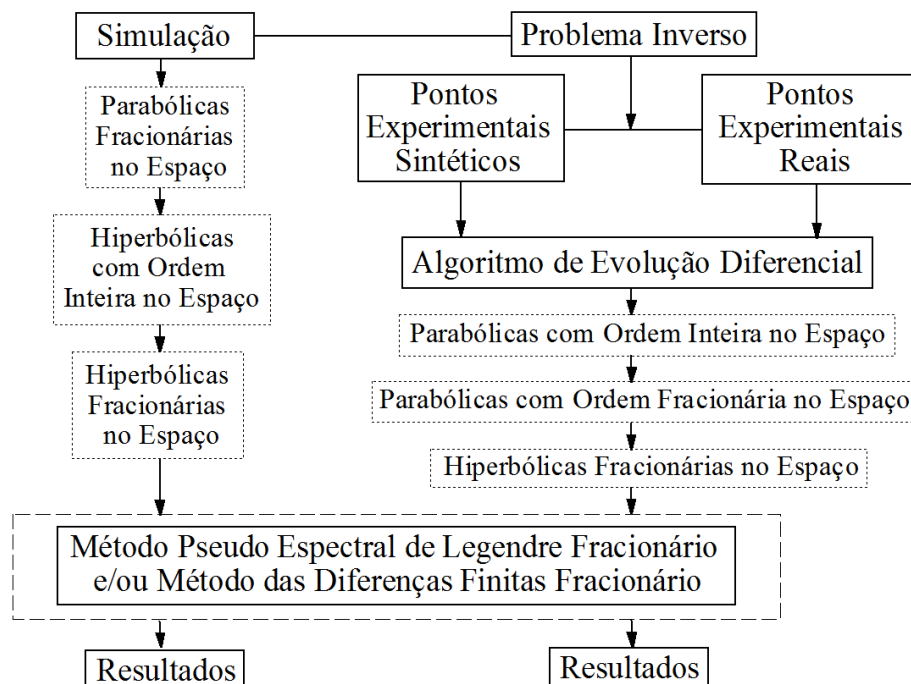 Simulação
Problema Inverso
Parabólicas
Fracionárias
no Espaço
Hiperbólicas
com Ordem
Inteira no Espaço
Hiperbólicas
Fracionárias
no Espaço
Pontos
Experimentais
Sintéticos
Pontos
Experimentais
Reais
Algoritmo de Evolução Diferencial
Parabólicas com Ordem Inteira no Espaço
Parabólicas com Ordem Fracionária no Espaço
Hiperbólicas Fracionárias no Espaço
Método Pseudo Espectral de Legendre Fracionário
e/ou Método das Diferenças Finitas Fracionário
Resultados
Resultados